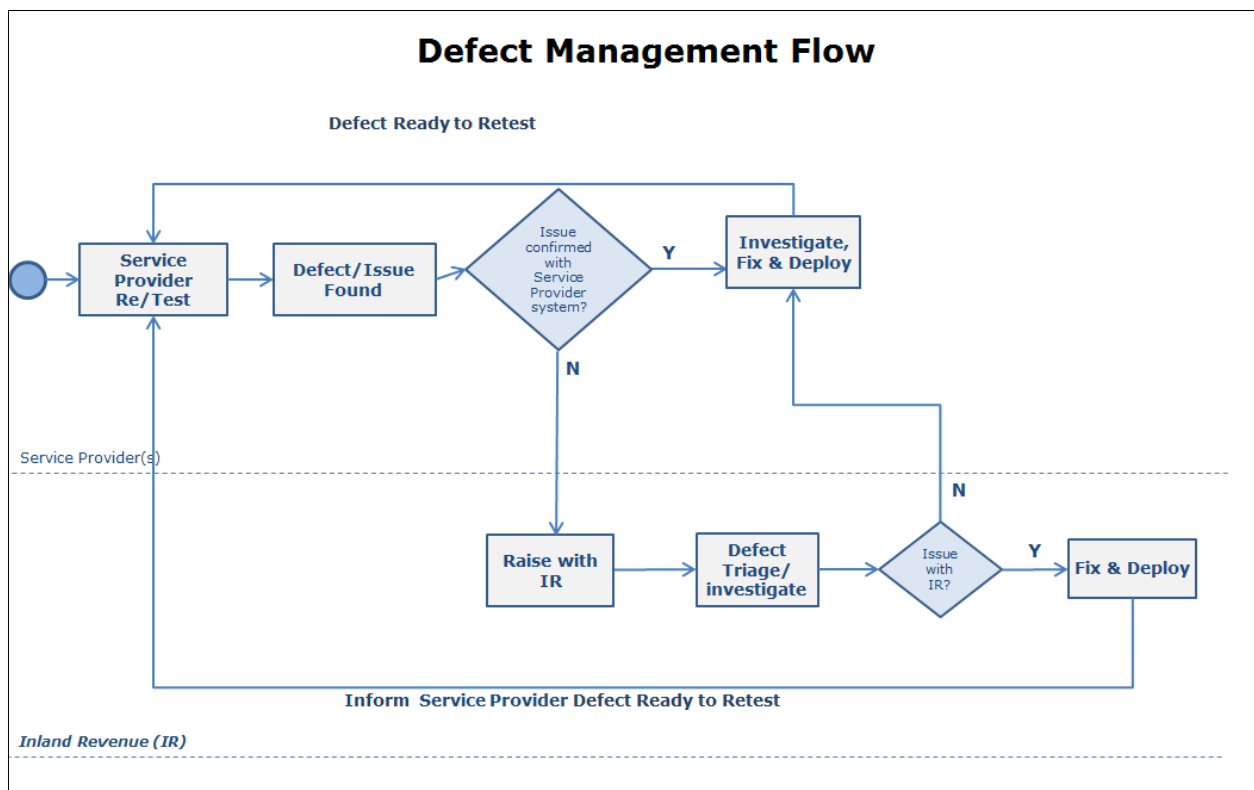 Defect Management Flow
Defect Ready to Retest
Service
Provider
Re/Test
Defect/Issue
Found
Issue
confirmed
with
Service
Provider
system?
Y
Investigate,
Fix & Deploy
N
Service Provider(s)
N
Raise with
IR
Defect
Triage/
investigate
Issue
with
IR?
Y
Fix & Deploy
Inform Service Provider Defect Ready to Retest
Inland Revenue (IR)